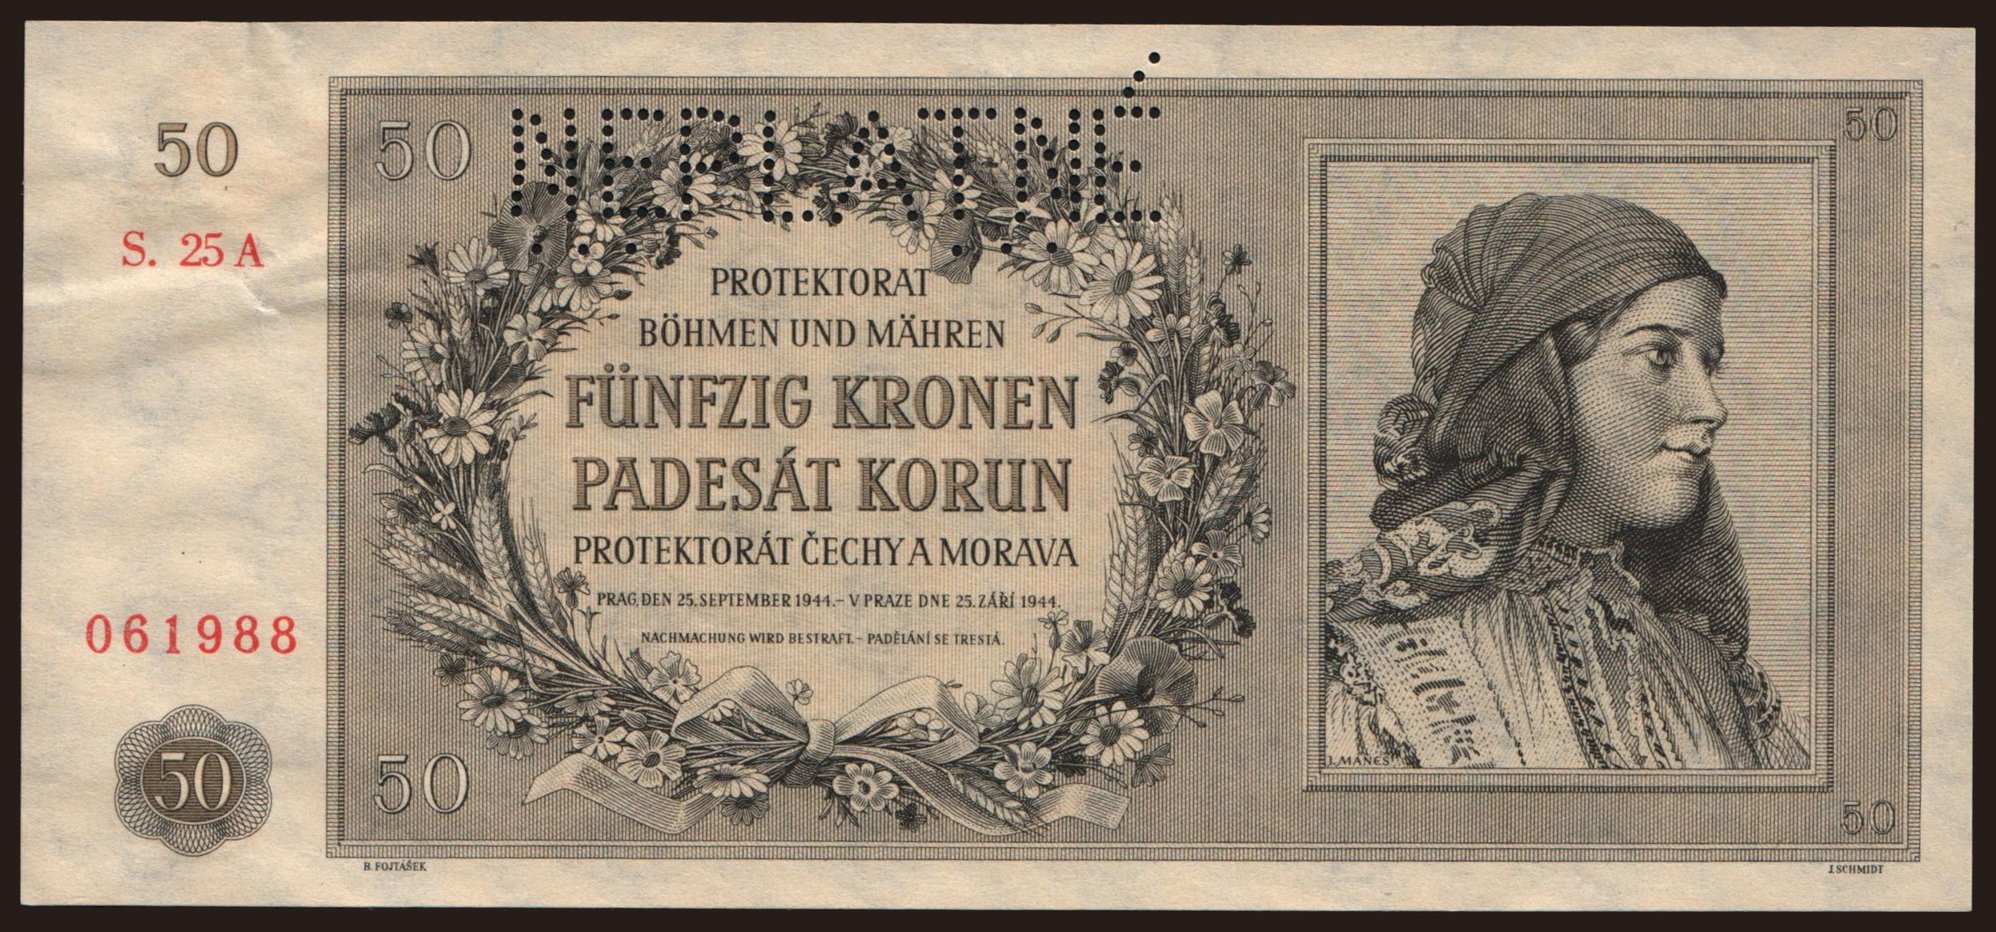 NEPLATNÉ
50
50
50
S. 25 A
PROTEKTORAT
BÖHMEN UND MÄHREN
FÜNFZIG KRONEN
PADESÁT KORUN
PROTEKTORÁT ČECHY A MORAVA
PRAG, DEN 25. SEPTEMBER 1944. – V PRAZE DNE 25. ZÁŘÍ 1944.
NACHMACHUNG WIRD BESTRAFT. – PADĚLÁNÍ SE TRESTÁ.
061988
J. MÁNES
50
50
50
B. FOJTÁŠEK
J. SCHMIDT